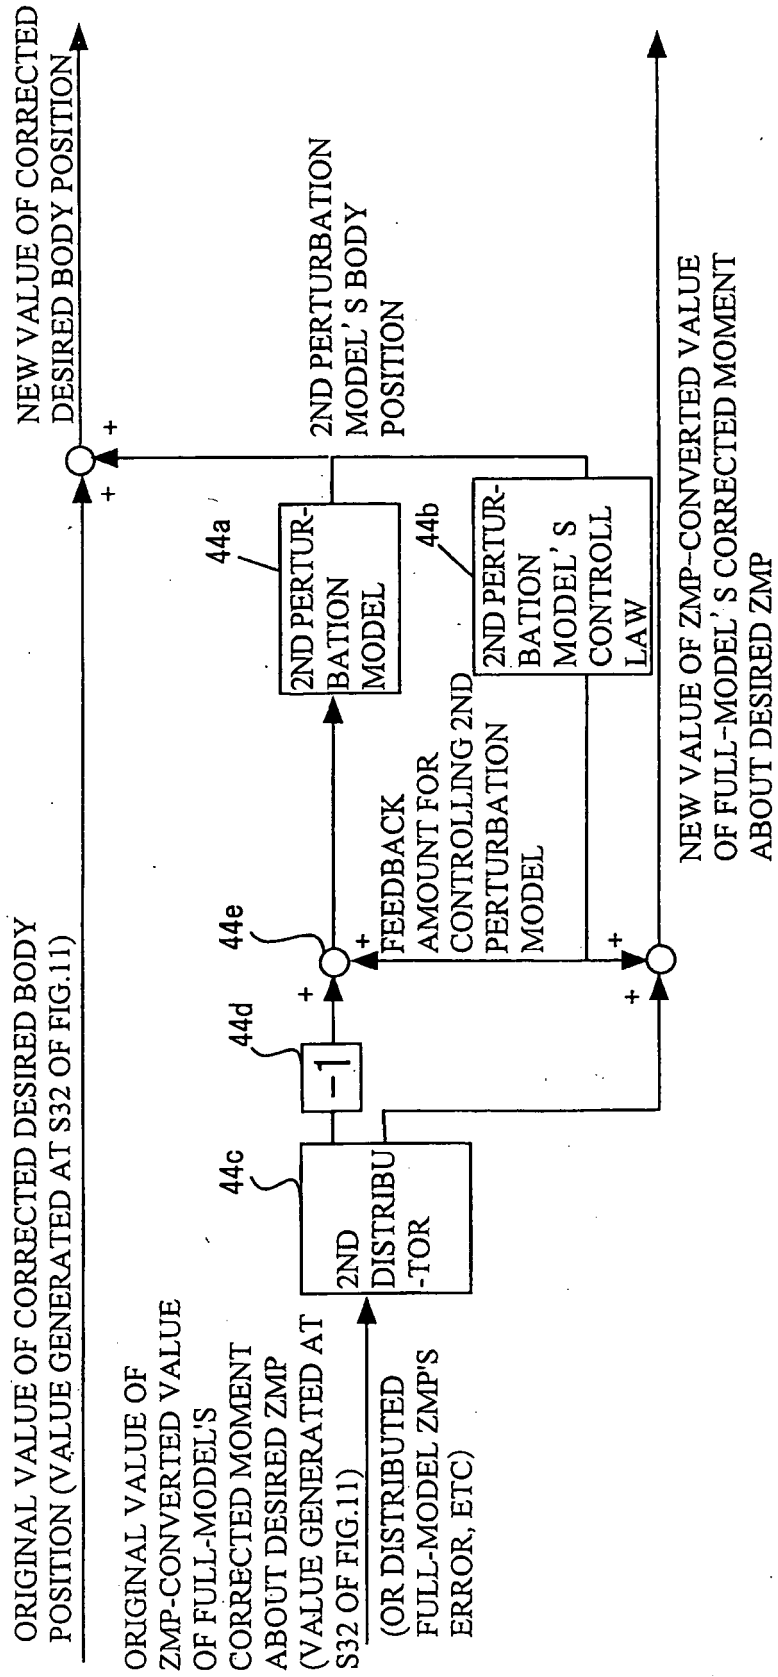 ORIGINAL VALUE OF CORRECTED DESIRED BODY
POSITION (VALUE GENERATED AT S32 OF FIG.11)
NEW VALUE OF CORRECTED
DESIRED BODY POSITION
+
+
ORIGINAL VALUE OF
ZMP-CONVERTED VALUE
OF FULL-MODEL'S
CORRECTED MOMENT
ABOUT DESIRED ZMP
(VALUE GENERATED AT
S32 OF FIG.11)
(OR DISTRIBUTED
FULL-MODEL ZMP'S
ERROR, ETC)
44c
2ND
DISTRIBU
-TOR
44d
-1
44e
+
+
FEEDBACK
AMOUNT FOR
CONTROLLING 2ND
PERTURBATION
MODEL
44a
2ND PERTUR-
BATION
MODEL
2ND PERTURBATION
MODEL' S BODY
POSITION
44b
2ND PERTUR-
BATION
MODEL' S
CONTROLL
LAW
+
+
NEW VALUE OF ZMP-CONVERTED VALUE
OF FULL-MODEL' S CORRECTED MOMENT
ABOUT DESIRED ZMP